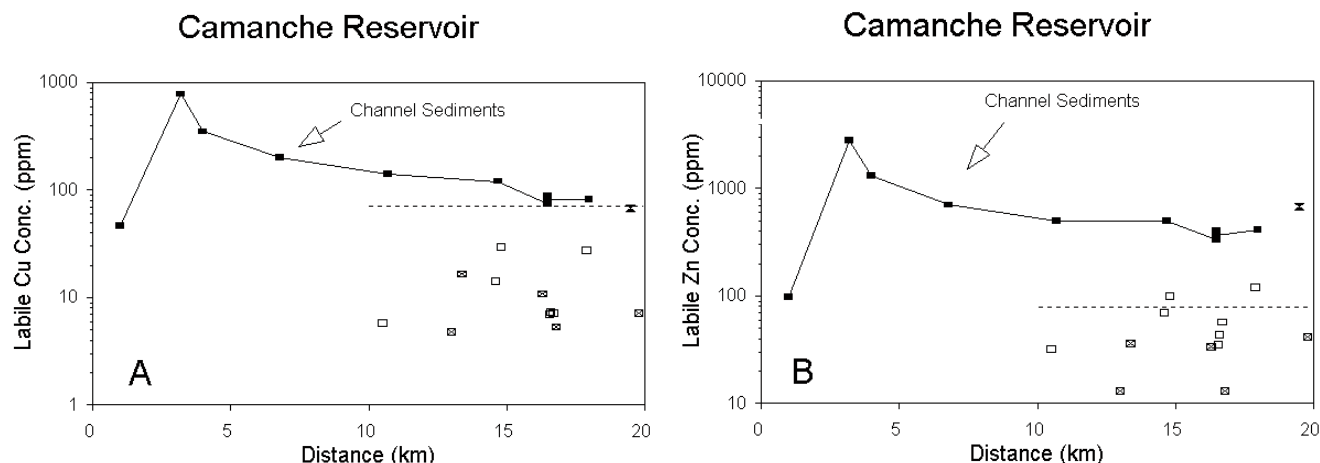 Camanche Reservoir
1000
100
10
1
Labile Cu Conc. (ppm)
Channel Sediments
A
0 5 10 15 20
Distance (km)
Camanche Reservoir
10000
1000
100
10
Labile Zn Conc. (ppm)
Channel Sediments
B
0 5 10 15 20
Distance (km)